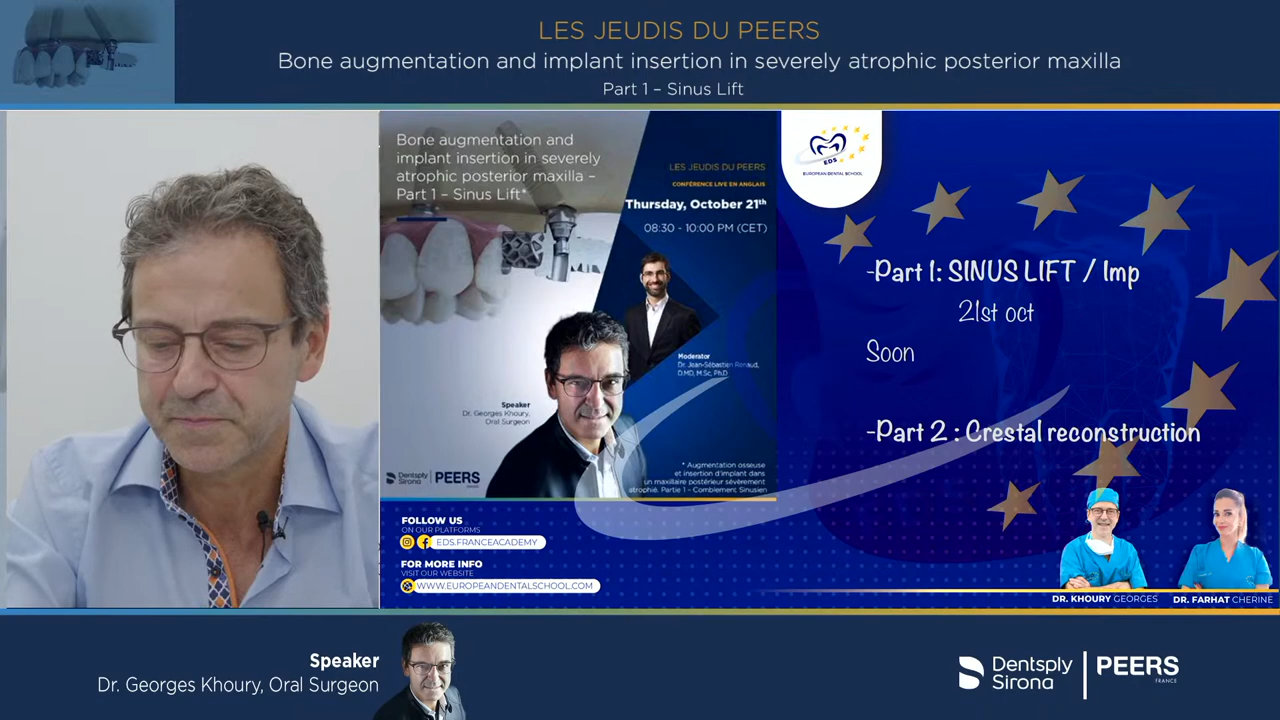 LES JEUDIS DU PEERS
Bone augmentation and implant insertion in severely atrophic posterior maxilla
Part 1 – Sinus Lift
Bone augmentation and
implant insertion in severely
atrophic posterior maxilla –
Part 1 – Sinus Lift*
LES JEUDIS DU PEERS
CONFÉRENCE LIVE EN ANGLAIS
Thursday, October 21th
08:30 - 10:00 PM (CET)
Moderator
Dr. Jean-Sébastien Renaud,
D.MD, M.Sc, Ph.D
Speaker
Dr. Georges Khoury,
Oral Surgeon
* Augmentation osseuse
et insertion d'implant dans
un maxillaire postérieur sévèrement
atrophié, Partie 1 – Comblement Sinusien
Dentsply
Sirona
PEERS
FOLLOW US
ON OUR PLATFORMS
EDS.FRANCEACADEMY
FOR MORE INFO
VISIT OUR WEBSITE
WWW.EUROPEANDENTALSCHOOL.COM
EDS
EUROPEAN DENTAL SCHOOL
-Part 1: SINUS LIFT / Imp
21st oct
Soon
-Part 2 : Crestal reconstruction
DR. KHOURY GEORGES
DR. FARHAT CHERINE
Speaker
Dr. Georges Khoury, Oral Surgeon
Dentsply
Sirona
PEERS
FRANCE